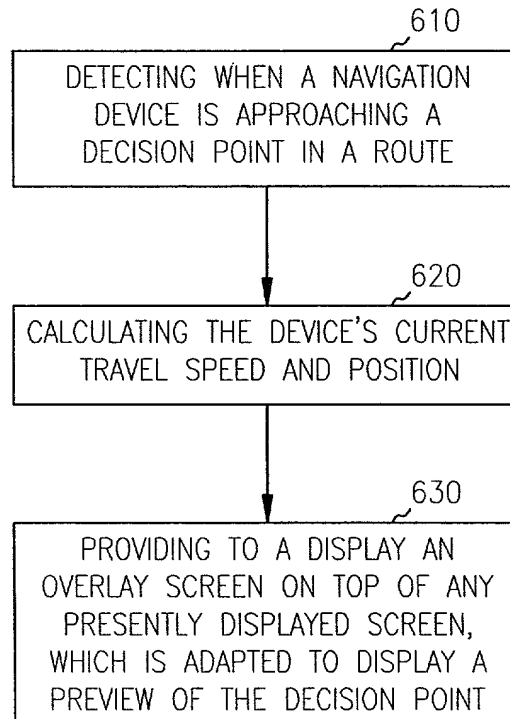 610
DETECTING WHEN A NAVIGATION
DEVICE IS APPROACHING A
DECISION POINT IN A ROUTE
620
CALCULATING THE DEVICE'S CURRENT
TRAVEL SPEED AND POSITION
630
PROVIDING TO A DISPLAY AN
OVERLAY SCREEN ON TOP OF ANY
PRESENTLY DISPLAYED SCREEN,
WHICH IS ADAPTED TO DISPLAY A
PREVIEW OF THE DECISION POINT